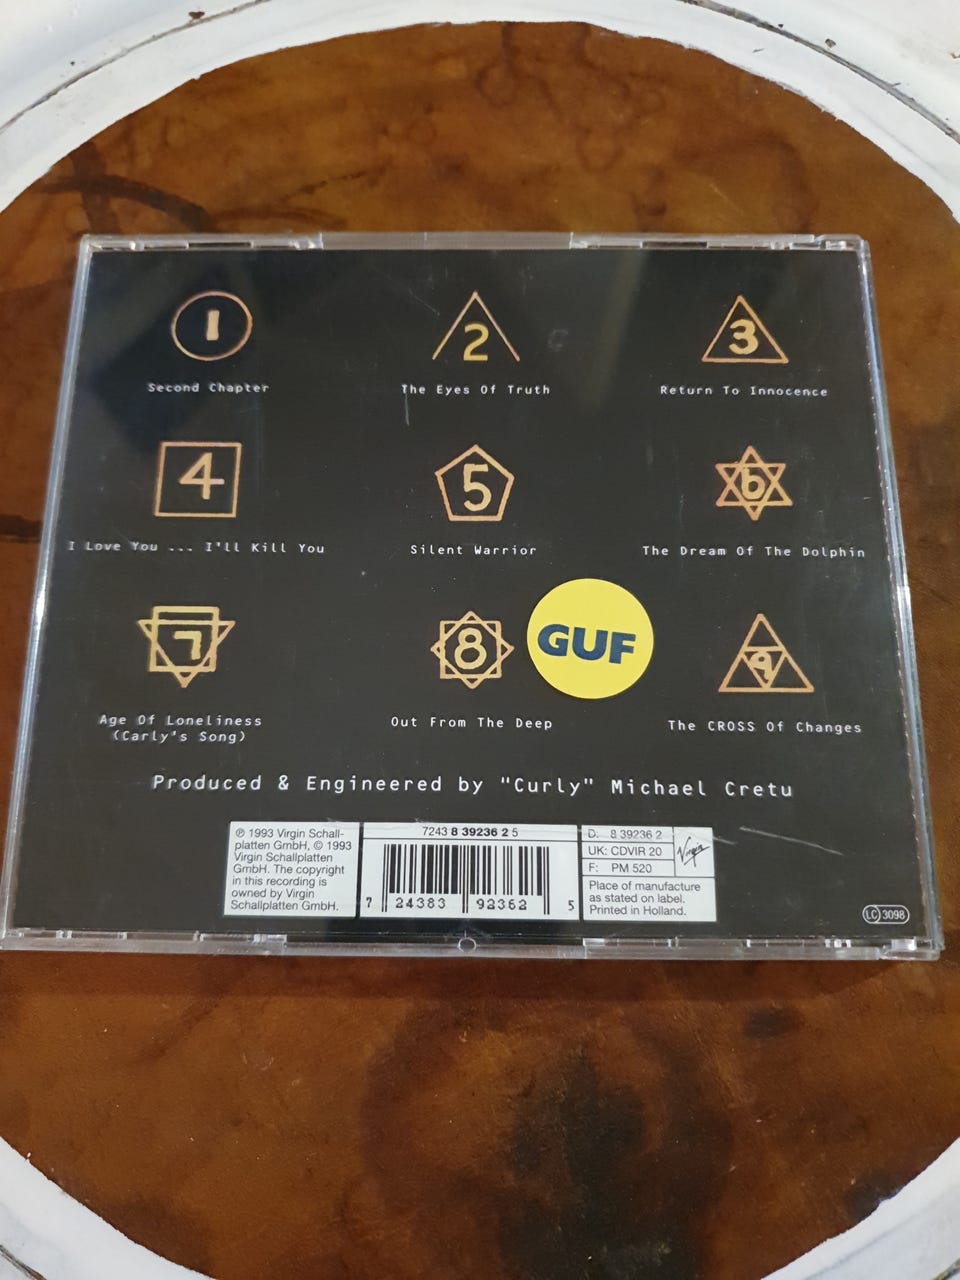 1
2
3
Second Chapter
The Eyes Of Truth
Return To Innocence
4
5
6
I Love You ... I'll Kill You
Silent Warrior
The Dream Of The Dolphin
7
8
GUF
9
Age Of Loneliness
(Carly's Song)
Out From The Deep
The CROSS Of Changes
Produced & Engineered by "Curly" Michael Cretu
℗ 1993 Virgin Schall-
platten GmbH, © 1993
Virgin Schallplatten
GmbH. The copyright
in this recording is
owned by Virgin
Schallplatten GmbH.
7243 8 39236 2 5
7 24383 92362 5
D: 8 39236 2
UK: CDVIR 20
F: PM 520
Virgin
Place of manufacture
as stated on label.
Printed in Holland.
LC 3098